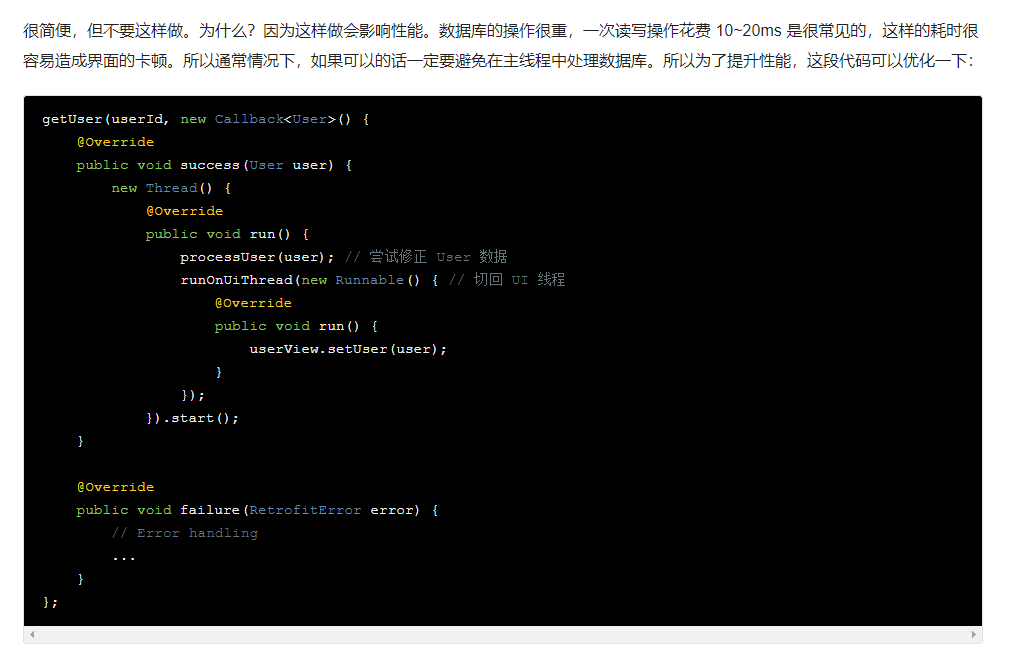 很简便，但不要这样做。为什么？因为这样做会影响性能。数据库的操作很重，一次读写操作花费 10~20ms 是很常见的，这样的耗时很
容易造成界面的卡顿。所以通常情况下，如果可以的话一定要避免在主线程中处理数据库。所以为了提升性能，这段代码可以优化一下：
getUser(userId, new Callback<User>() {
    @Override
    public void success(User user) {
        new Thread() {
            @Override
            public void run() {
                processUser(user); // 尝试修正 User 数据
                runOnUiThread(new Runnable() { // 切回 UI 线程
                    @Override
                    public void run() {
                        userView.setUser(user);
                    }
                });
            }).start();
    }

    @Override
    public void failure(RetrofitError error) {
        // Error handling
        ...
    }
};